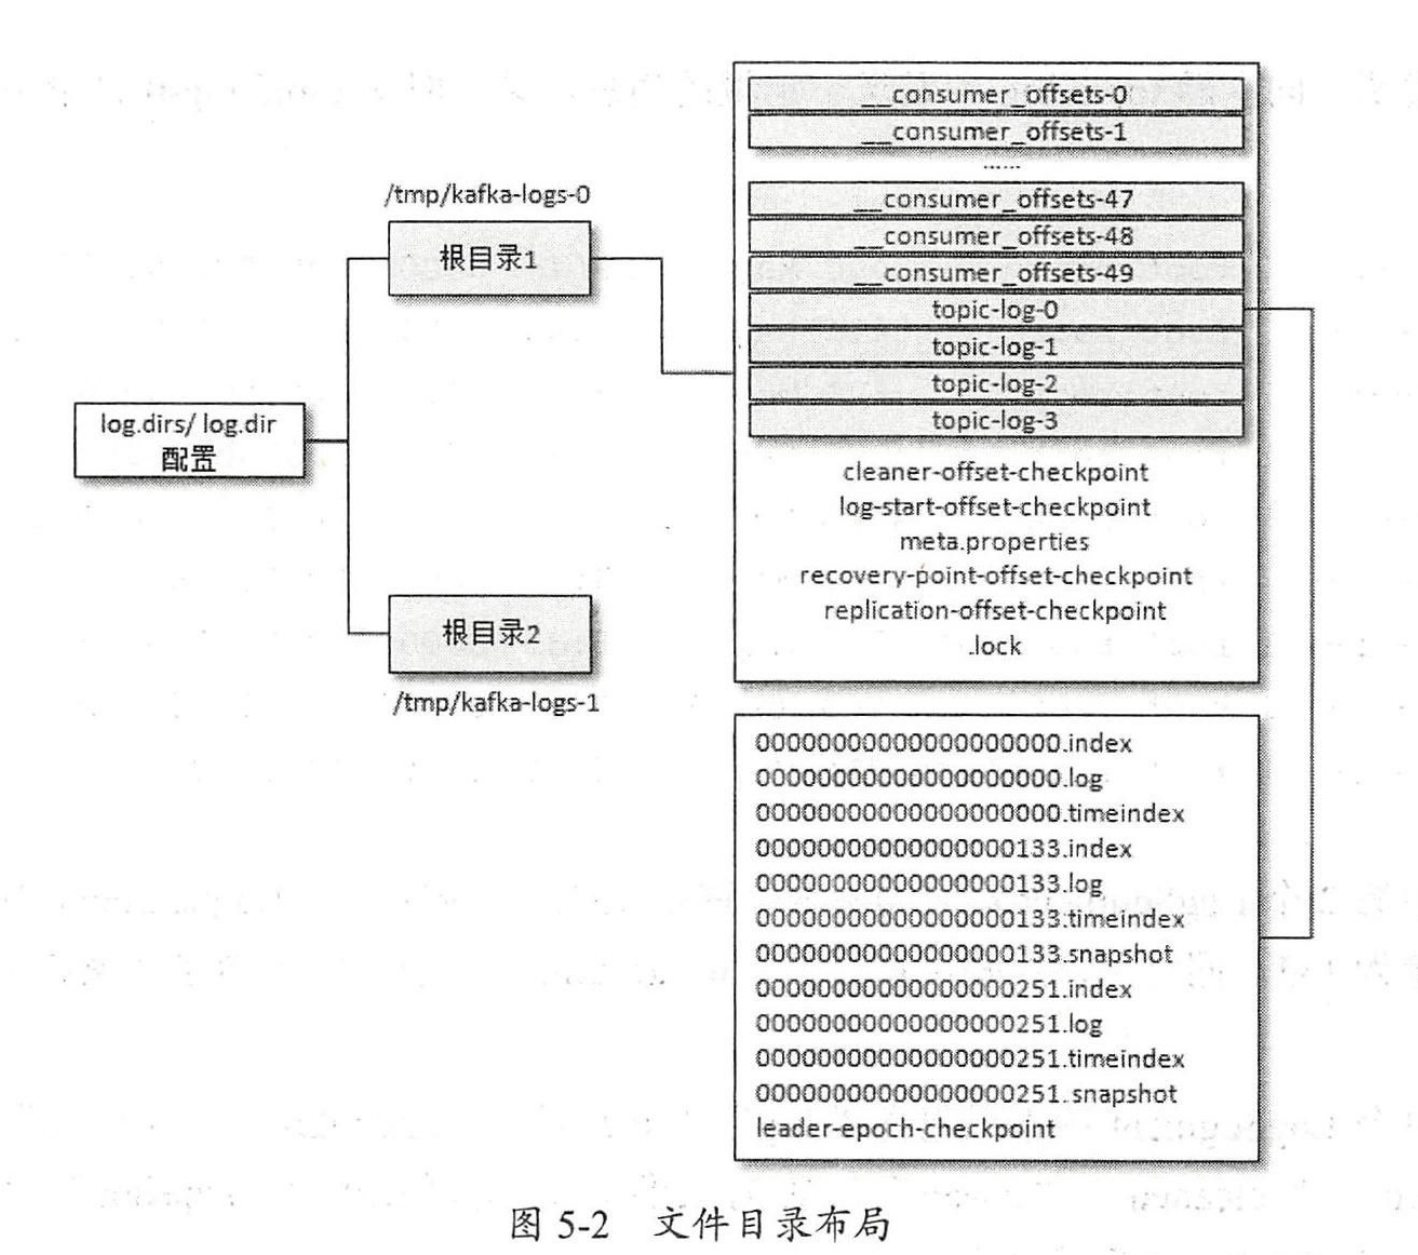 log.dirs/ log.dir
配置
/tmp/kafka-logs-0
根目录1
根目录2
/tmp/kafka-logs-1
__consumer_offsets-0
__consumer_offsets-1
......
__consumer_offsets-47
__consumer_offsets-48
__consumer_offsets-49
topic-log-0
topic-log-1
topic-log-2
topic-log-3
cleaner-offset-checkpoint
log-start-offset-checkpoint
meta.properties
recovery-point-offset-checkpoint
replication-offset-checkpoint
.lock
00000000000000000000.index
00000000000000000000.log
00000000000000000000.timeindex
00000000000000000133.index
00000000000000000133.log
00000000000000000133.timeindex
00000000000000000133.snapshot
00000000000000000251.index
00000000000000000251.log
00000000000000000251.timeindex
00000000000000000251. snapshot
leader-epoch-checkpoint
图 5-2 文件目录布局